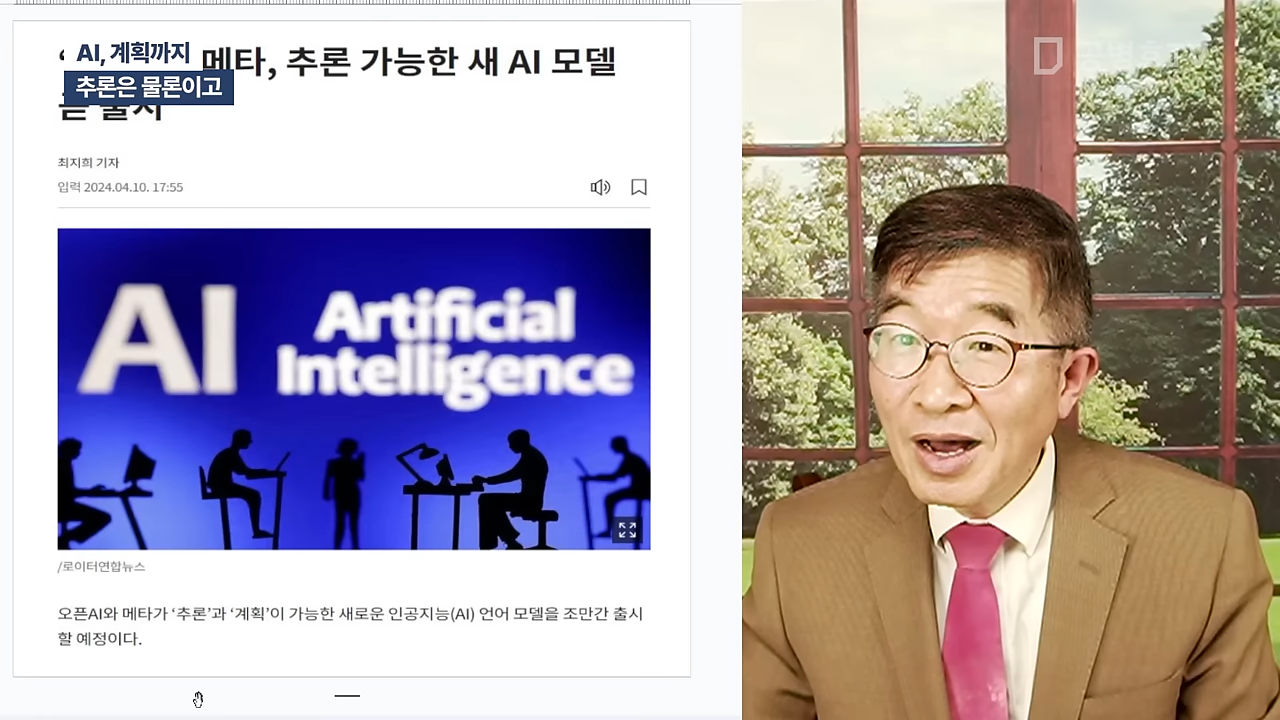 AI, 계획까지
추론은 물론이고
메타, 추론 가능한 새 AI 모델
출시
최지희 기자
입력 2024.04.10. 17:55
AI
Artificial
Intelligence
/로이터연합뉴스
오픈AI와 메타가 ‘추론’과 ‘계획’이 가능한 새로운 인공지능(AI) 언어 모델을 조만간 출시
할 예정이다.